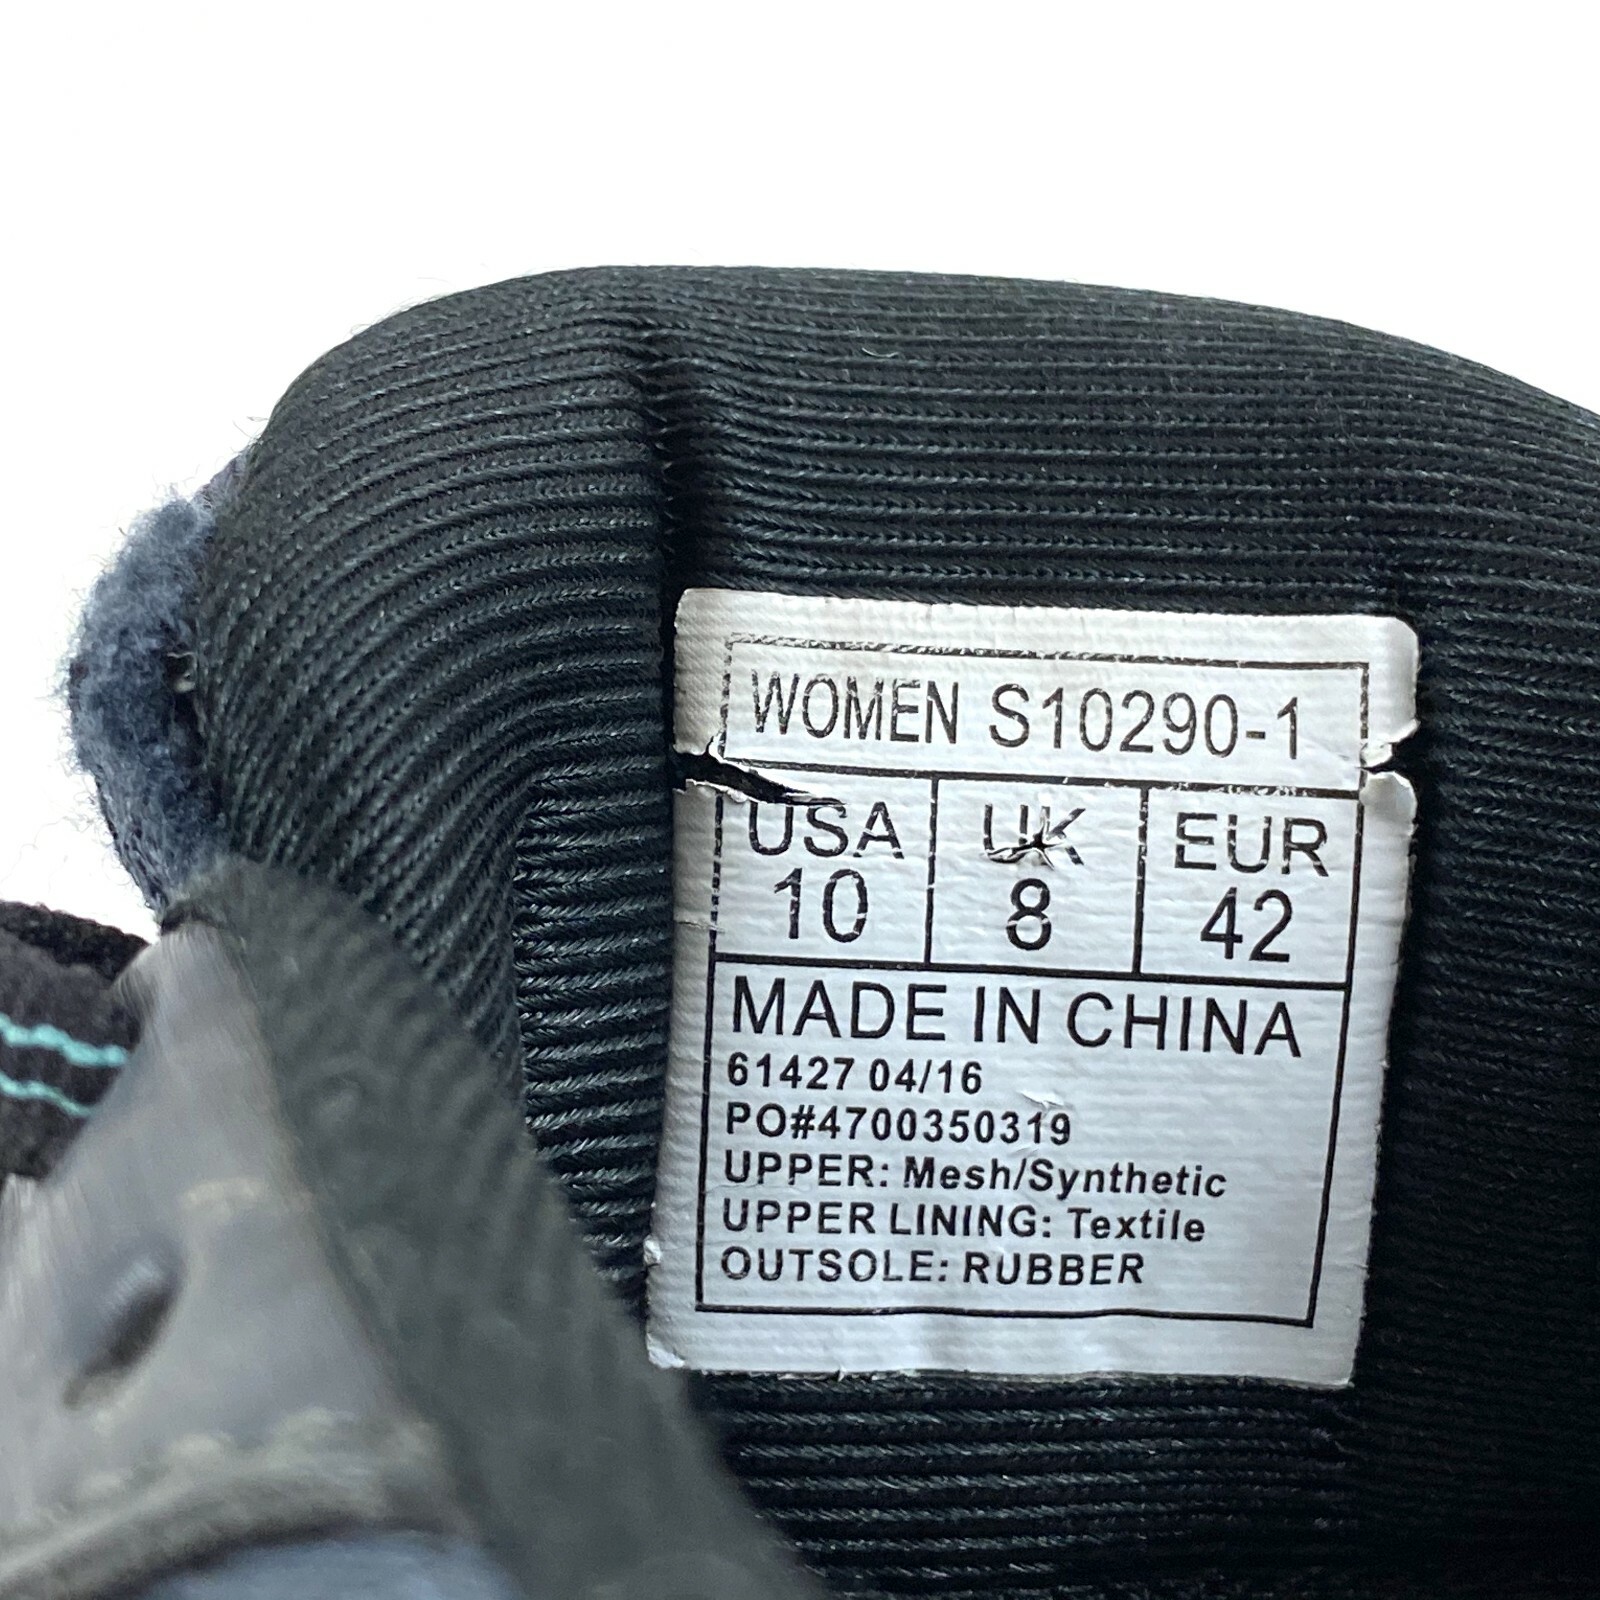 WOMEN S10290-1
USA UK EUR
10 8 42
MADE IN CHINA
61427 04/16
PO#4700350319
UPPER: Mesh/Synthetic
UPPER LINING: Textile
OUTSOLE: RUBBER